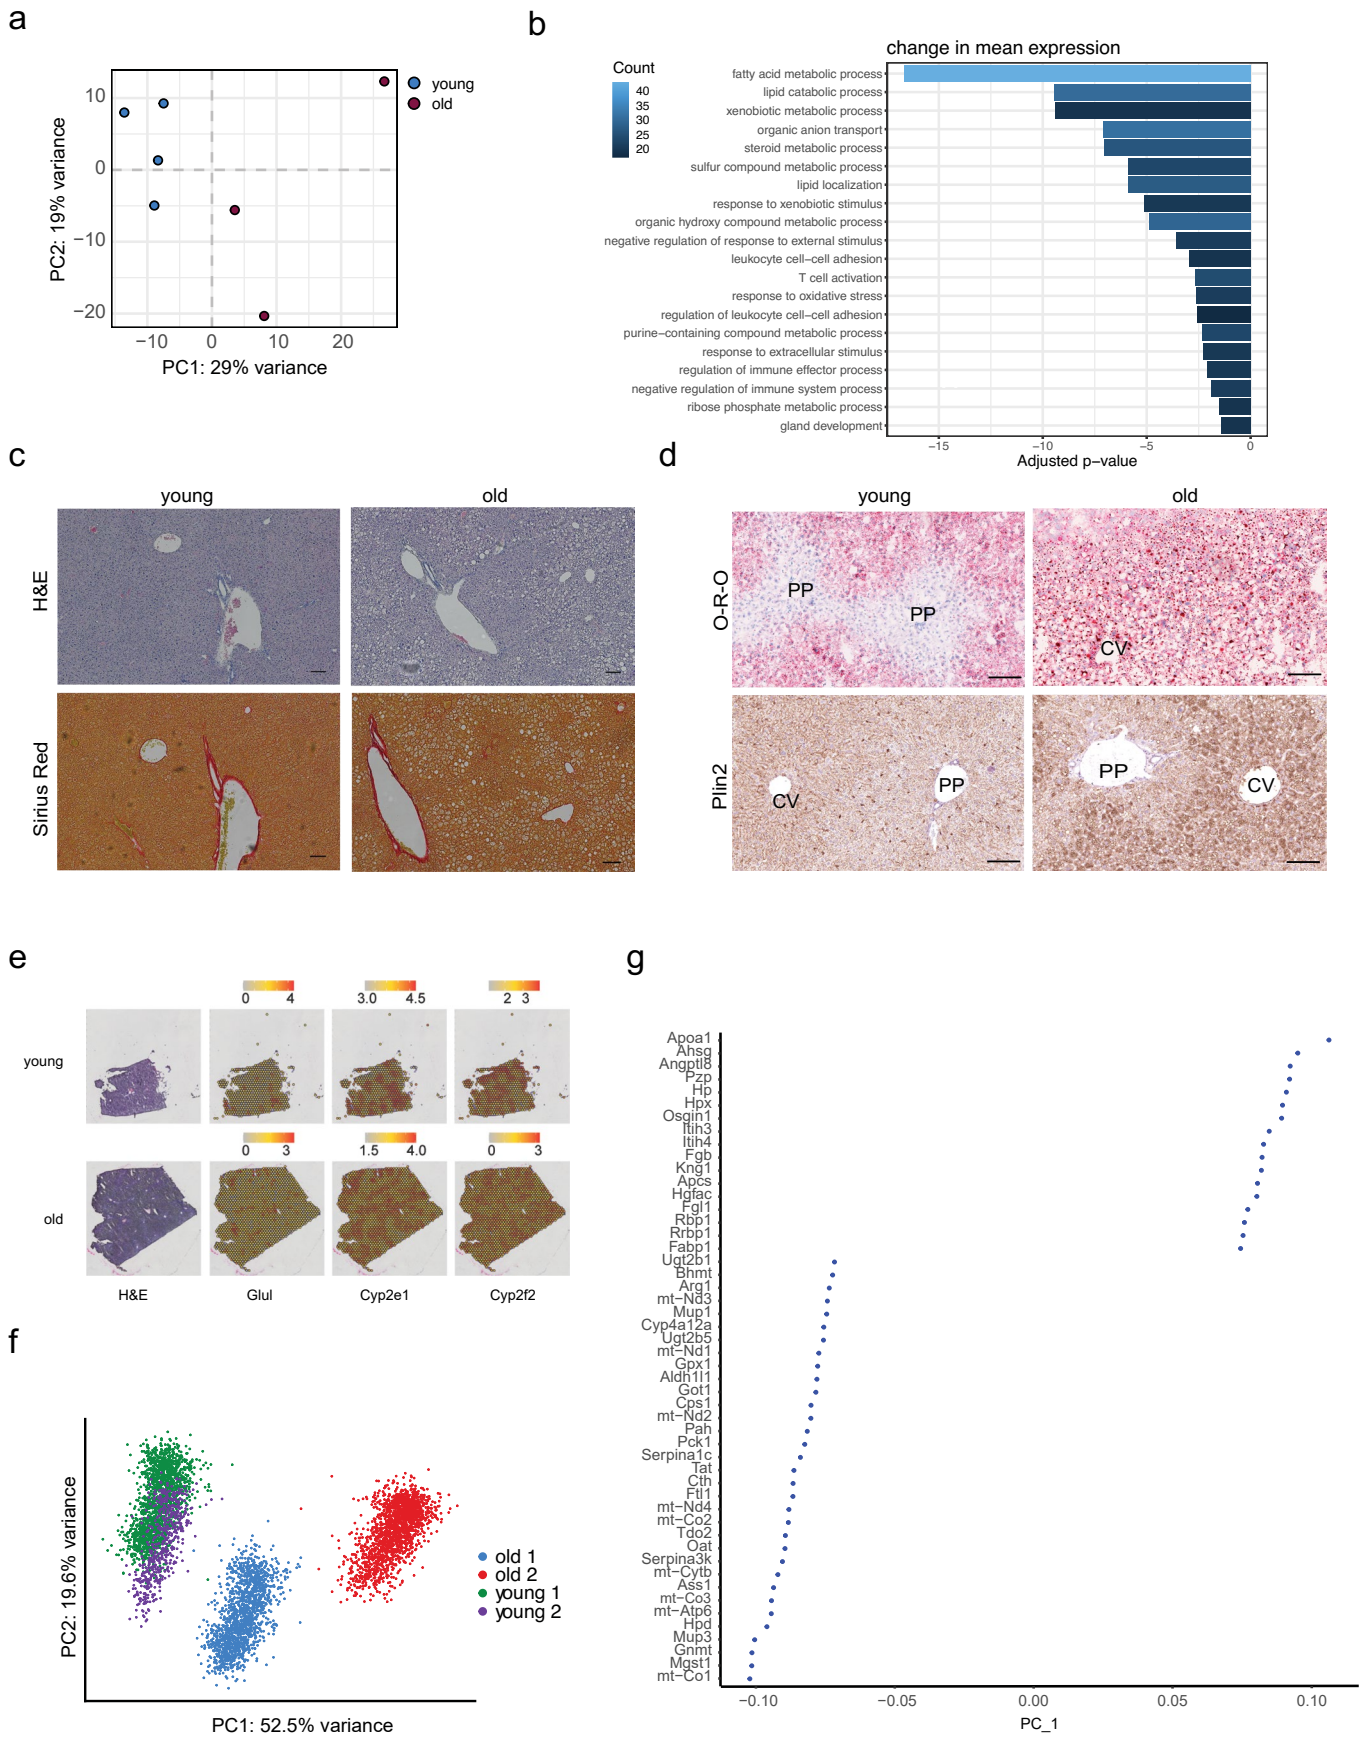 a
young
old
10
0
−10
−20
−10
0
10
20
PC2: 19% variance
PC1: 29% variance
b
change in mean expression
Count
40
35
30
25
20
fatty acid metabolic process
lipid catabolic process
xenobiotic metabolic process
organic anion transport
steroid metabolic process
sulfur compound metabolic process
lipid localization
response to xenobiotic stimulus
organic hydroxy compound metabolic process
negative regulation of response to external stimulus
leukocyte cell−cell adhesion
T cell activation
response to oxidative stress
regulation of leukocyte cell−cell adhesion
purine−containing compound metabolic process
response to extracellular stimulus
regulation of immune effector process
negative regulation of immune system process
ribose phosphate metabolic process
gland development
−15
−10
−5
0
Adjusted p−value
c
young
old
H&E
Sirius Red
d
young
old
O-R-O
PP
PP
CV
Plin2
CV
PP
PP
CV
e
0 4
3.0 4.5
2 3
young
0 3
1.5 4.0
0 3
old
H&E
Glul
Cyp2e1
Cyp2f2
f
PC2: 19.6% variance
old 1
old 2
young 1
young 2
PC1: 52.5% variance
g
Apoa1
Ahsg
Angptl8
Pzp
Hp
Hpx
Osgin1
Itih3
Itih4
Fgb
Kng1
Apcs
Hgfac
Fgl1
Rbp1
Rrbp1
Fabp1
Ugt2b1
Bhmt
Arg1
mt−Nd3
Mup1
Cyp4a12a
Ugt2b5
mt−Nd1
Gpx1
Aldh1l1
Got1
Cps1
mt−Nd2
Pah
Pck1
Serpina1c
Tat
Cth
Ftl1
mt−Nd4
mt−Co2
Tdo2
Oat
Serpina3k
mt−Cytb
Ass1
mt−Co3
mt−Atp6
Hpd
Mup3
Gnmt
Mgst1
mt−Co1
−0.10
−0.05
0.00
0.05
0.10
PC_1